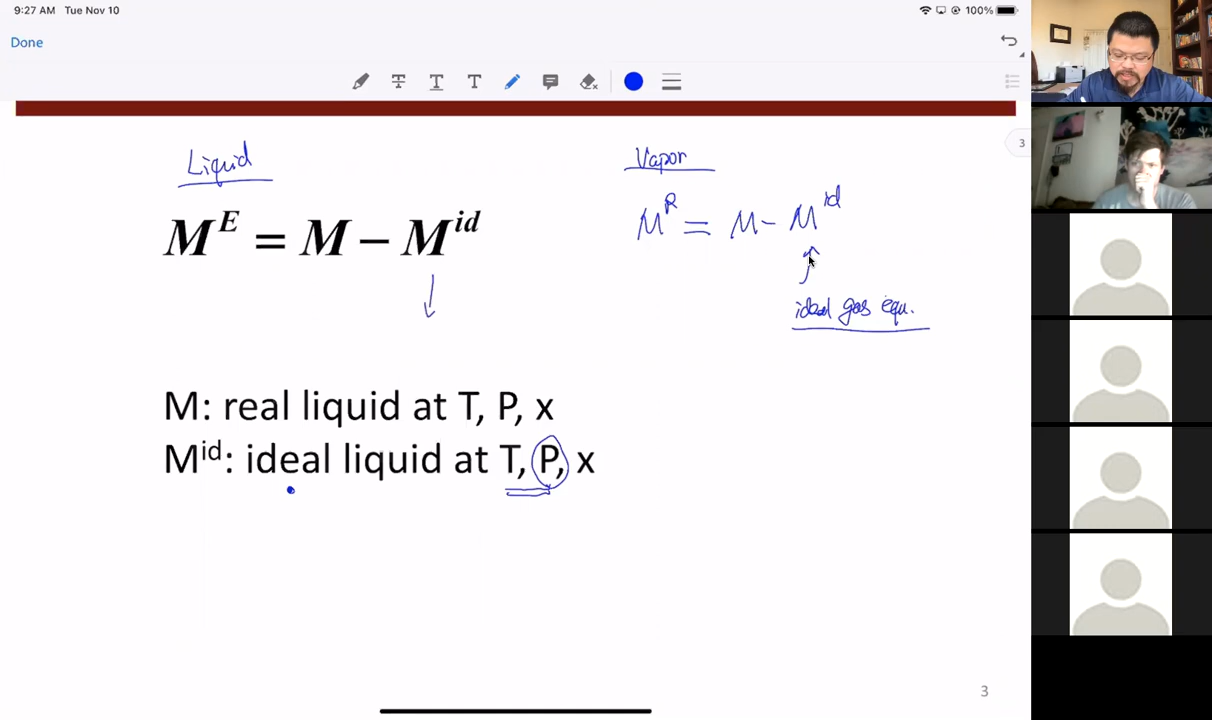 9:27 AM Tue Nov 10
100%
Done
3
Liquid
Vapor
M^E = M − M^id
M^R = M − M^id
ideal gas equ.
M: real liquid at T, P, x
M^id: ideal liquid at T, P, x
3